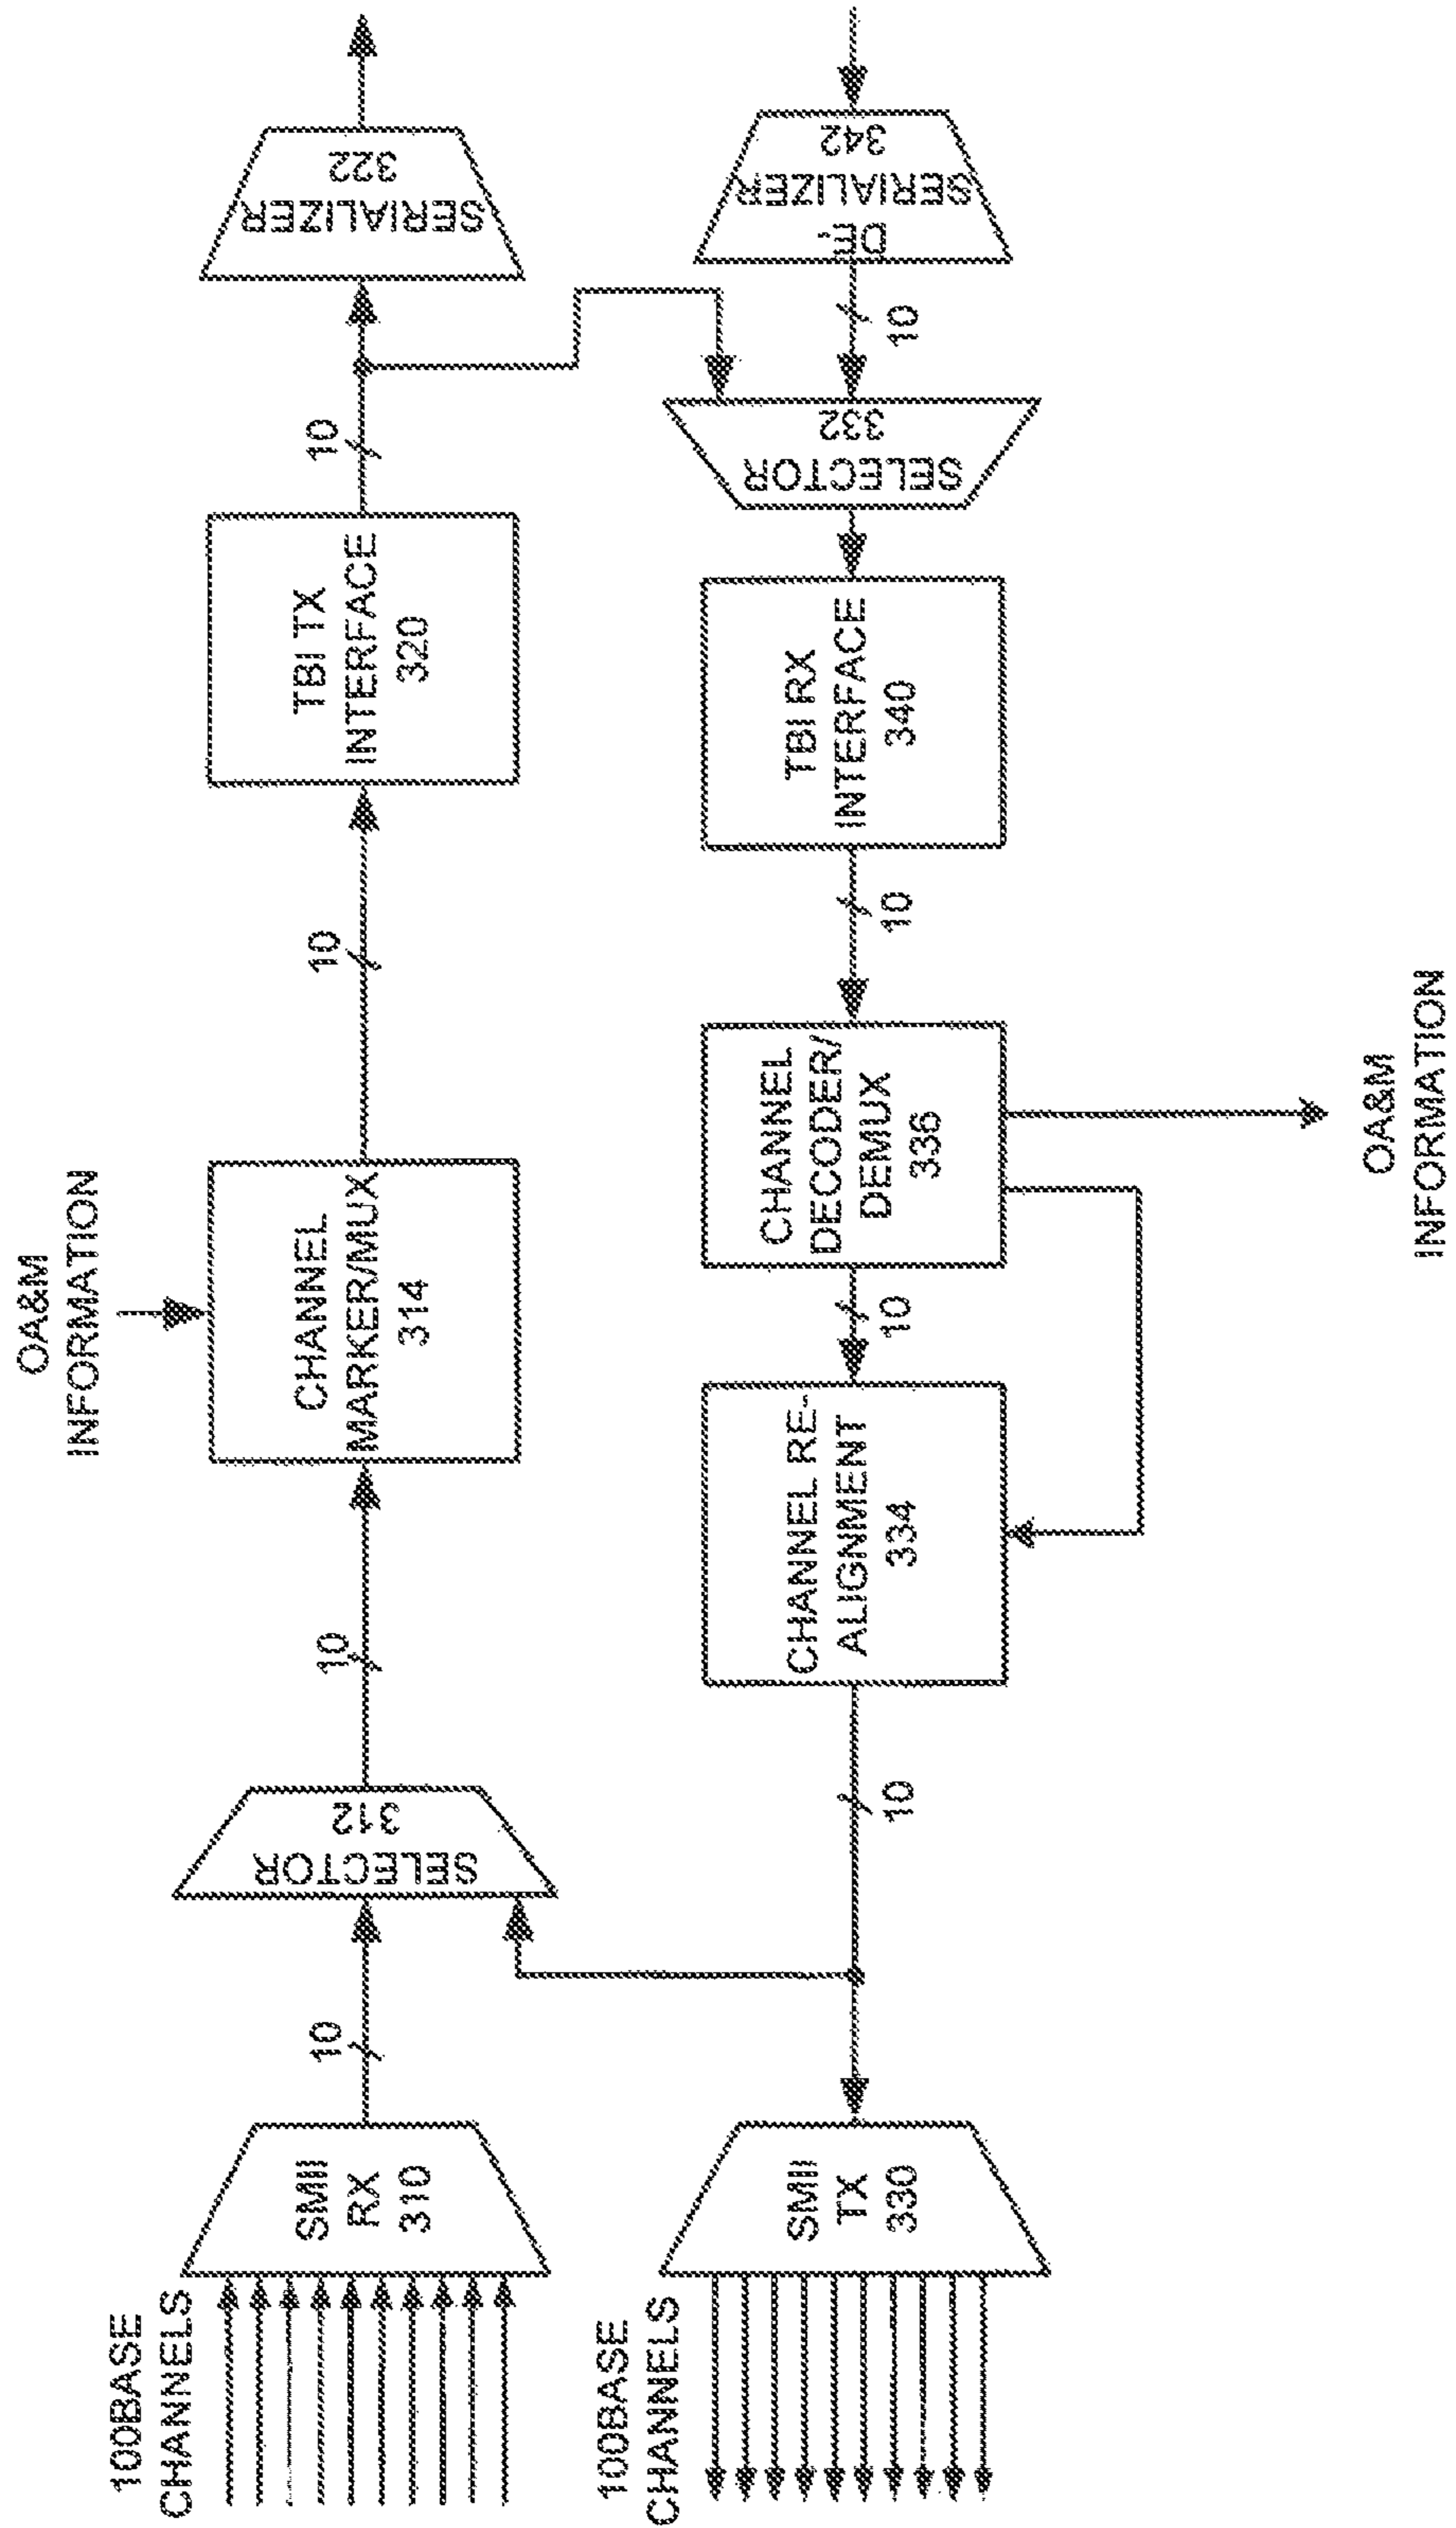 100BASE
CHANNELS
SMII
RX
310
10
SELECTOR
312
10
OA&M
INFORMATION
CHANNEL
MARKER/MUX
314
10
TBI TX
INTERFACE
320
10
SERIALIZER
322
100BASE
CHANNELS
SMII
TX
330
10
CHANNEL RE-
ALIGNMENT
334
10
CHANNEL
DECODER/
DEMUX
336
10
TBI RX
INTERFACE
340
SELECTOR
332
10
DE-
SERIALIZER
342
OA&M
INFORMATION